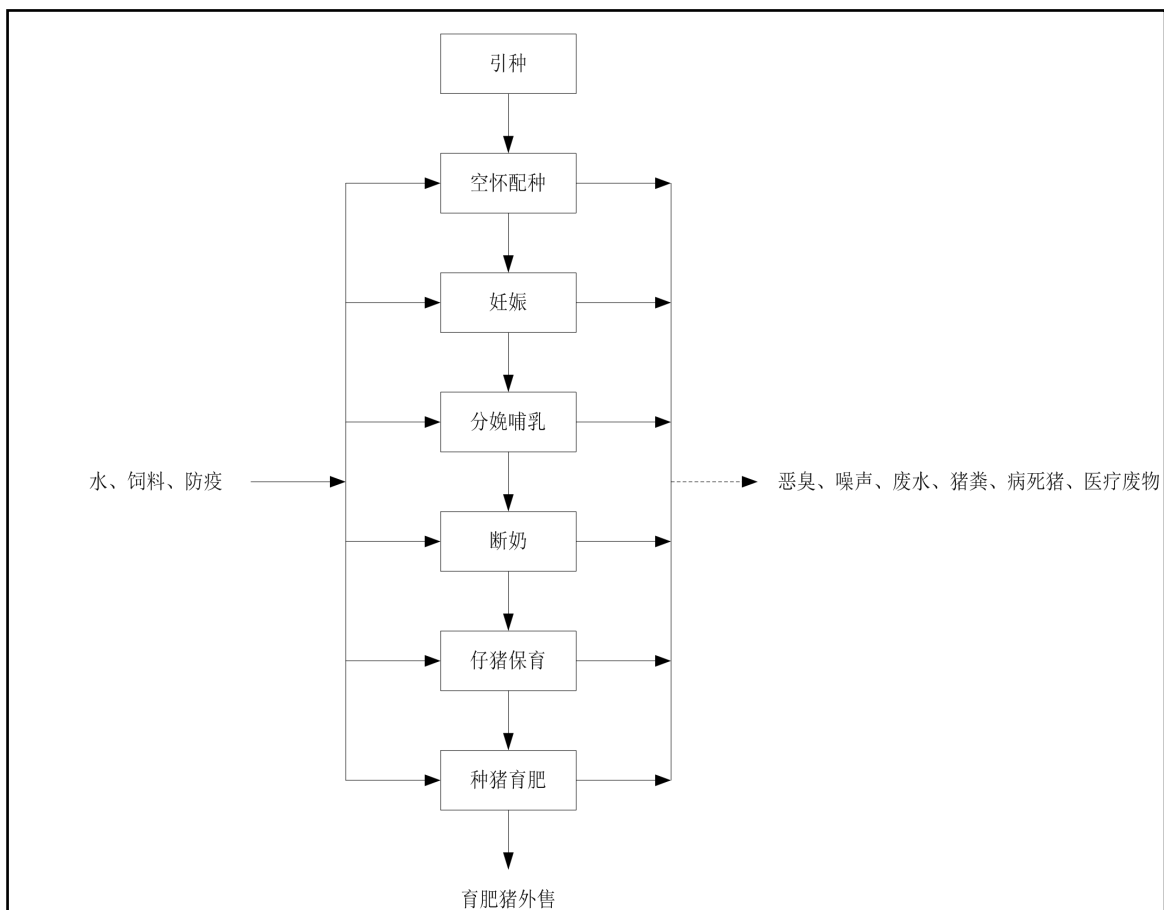 引种
空怀配种
妊娠
分娩哺乳
水、饲料、防疫
恶臭、噪声、废水、猪粪、病死猪、医疗废物
断奶
仔猪保育
种猪育肥
育肥猪外售